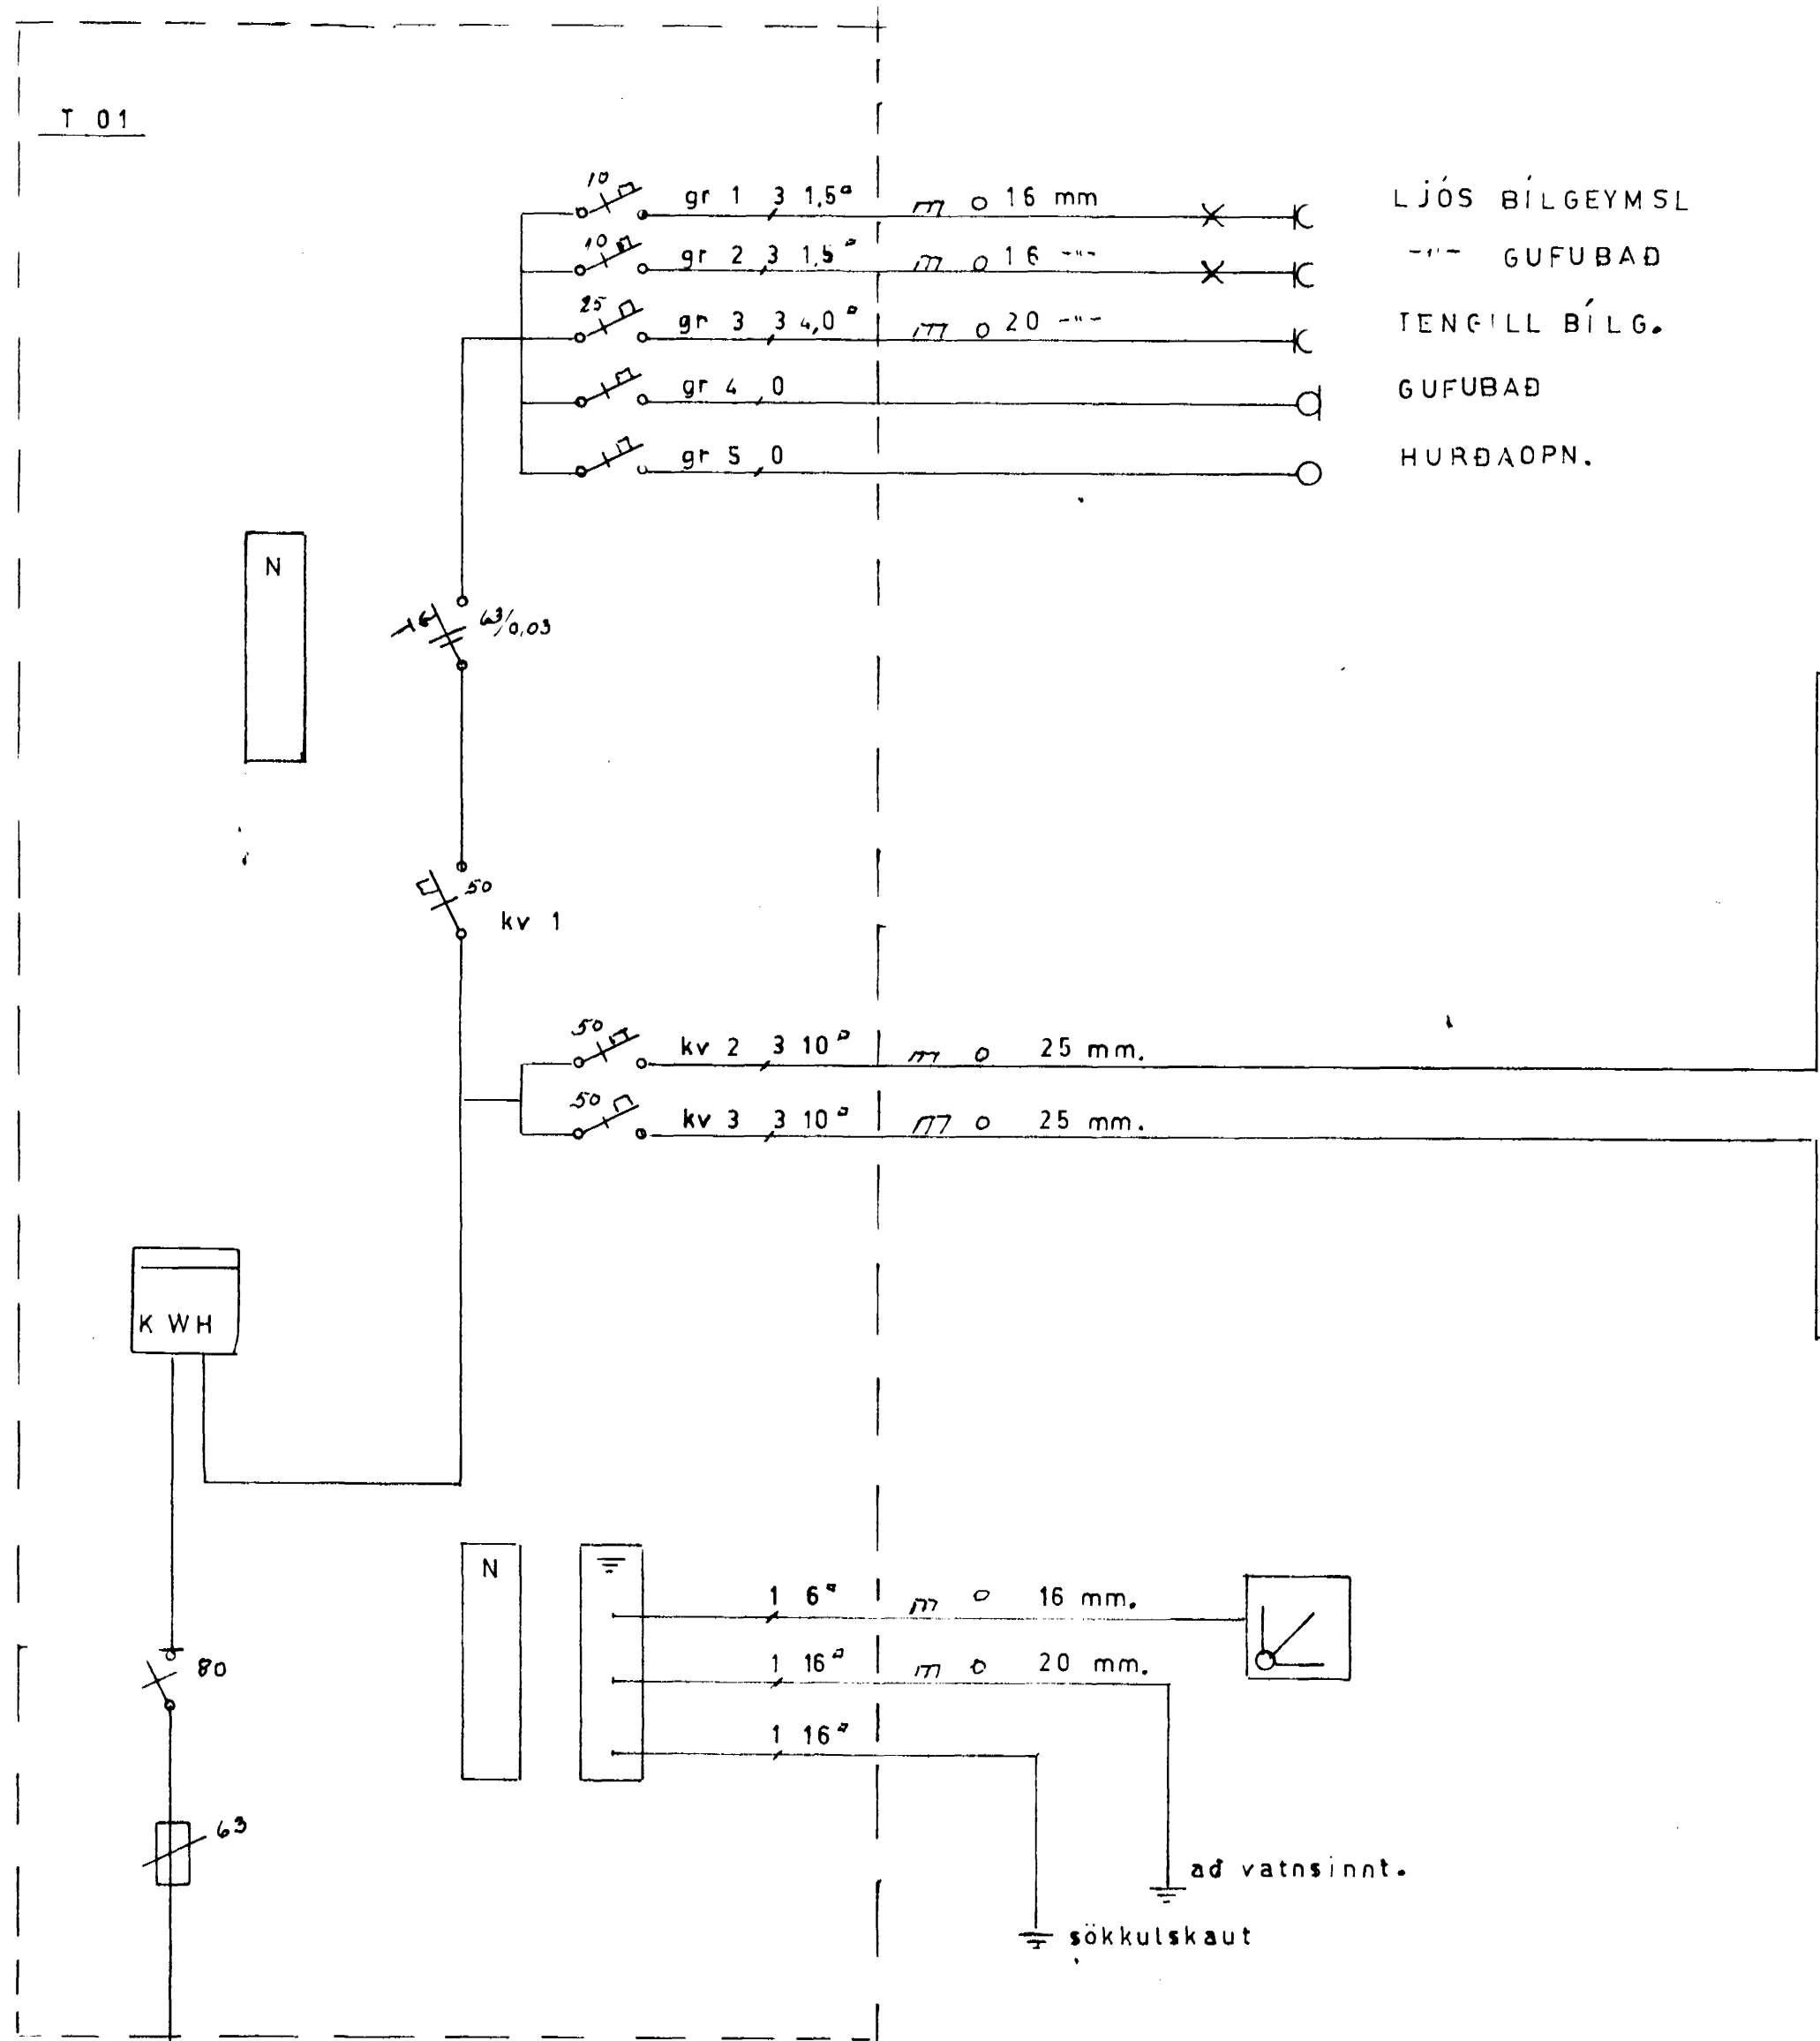 T 01
10 gr 1 3 1,5▫ m o 16 mm LJÓS BÍLGEYMSL
10 gr 2 3 1,5▫ m o 16 -"- -"- GUFUBAÐ
25 gr 3 3 4,0▫ m o 20 -"- TENGILL BÍLG.
gr 4 0 GUFUBAÐ
gr 5 0 HURÐAOPN.
N
63/0,03
50
kv 1
50 kv 2 3 10▫ m o 25 mm.
50 kv 3 3 10▫ m o 25 mm.
KWH
N
1 6▫ m o 16 mm.
1 16▫ m o 20 mm.
80
1 16▫
63
að vatnsinnt.
sökkulskaut